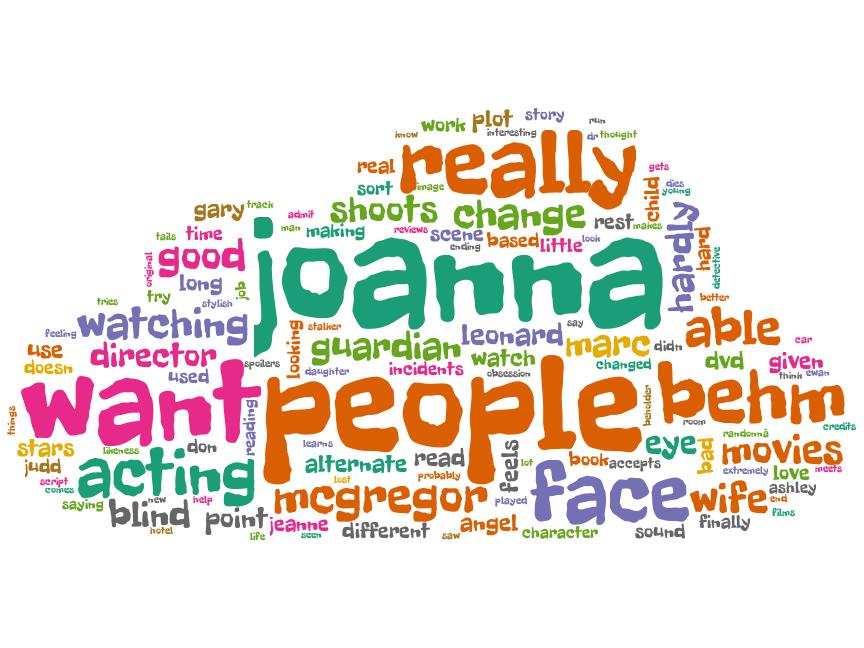 work plot story run
know interesting dr thought
real really gets
sort image child dies
young
gary track shoots change rest makes hardly
admit
tails time man making reviews scene based little look hard
ending
original good joanna detective
long job
try stylish better
tries
feeling watching looking stalker leonard say able
use director guardian marc didn car
doesn spoilers watch changed dvd given
used daughter incidents think ewan
obsession
things want people beholder behm
reading room credits
stars likeness don learns eye bad randonnà movies
judd acting alternate read feels lot book accepts extremely love meets
script lost probably face
comes mcgregor played wife ashley
saying new help end
blind point jeanne different angel character sound finally films
hotel life seen saw